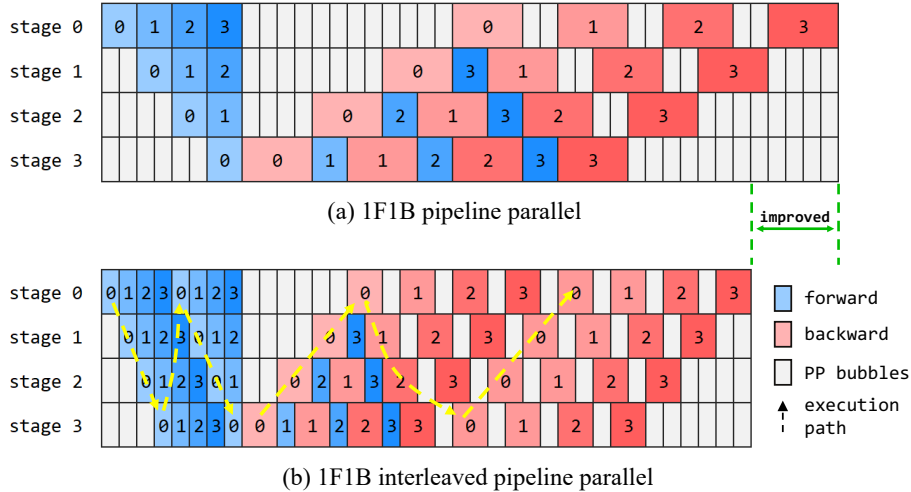 stage 0 0 1 2 3 0 1 2 3
stage 1 0 1 2 0 3 1 2 3
stage 2 0 1 0 2 1 3 2 3
stage 3 0 0 1 1 2 2 3 3
(a) 1F1B pipeline parallel
improved
stage 0 0 1 2 3 0 1 2 3 0 1 2 3 0 1 2 3
stage 1 0 1 2 3 0 1 2 0 3 1 2 3 0 1 2 3
stage 2 0 1 2 3 0 1 0 2 1 3 2 3 0 1 2 3
stage 3 0 1 2 3 0 0 1 1 2 2 3 3 0 1 2 3
forward
backward
PP bubbles
execution
path
(b) 1F1B interleaved pipeline parallel